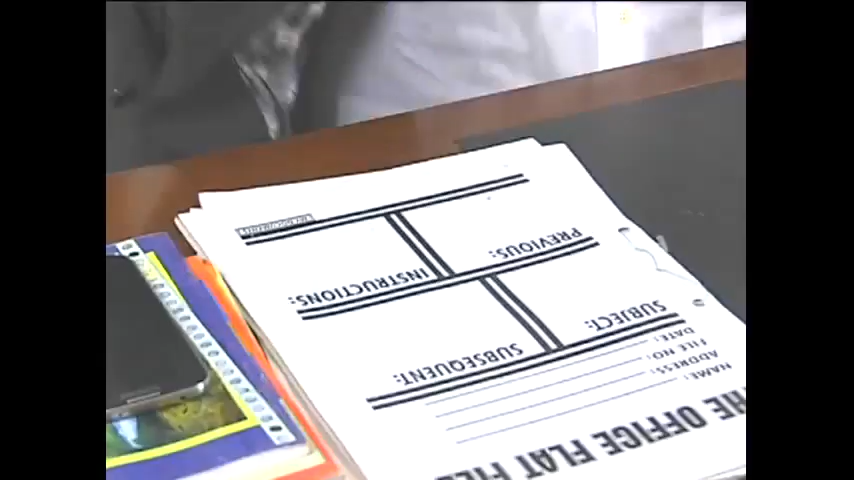 THE OFFICE FLAT FILE
NAME:
ADDRESS:
FILE NO:
DATE:
SUBJECT:
SUBSEQUENT:
PREVIOUS:
INSTRUCTIONS: